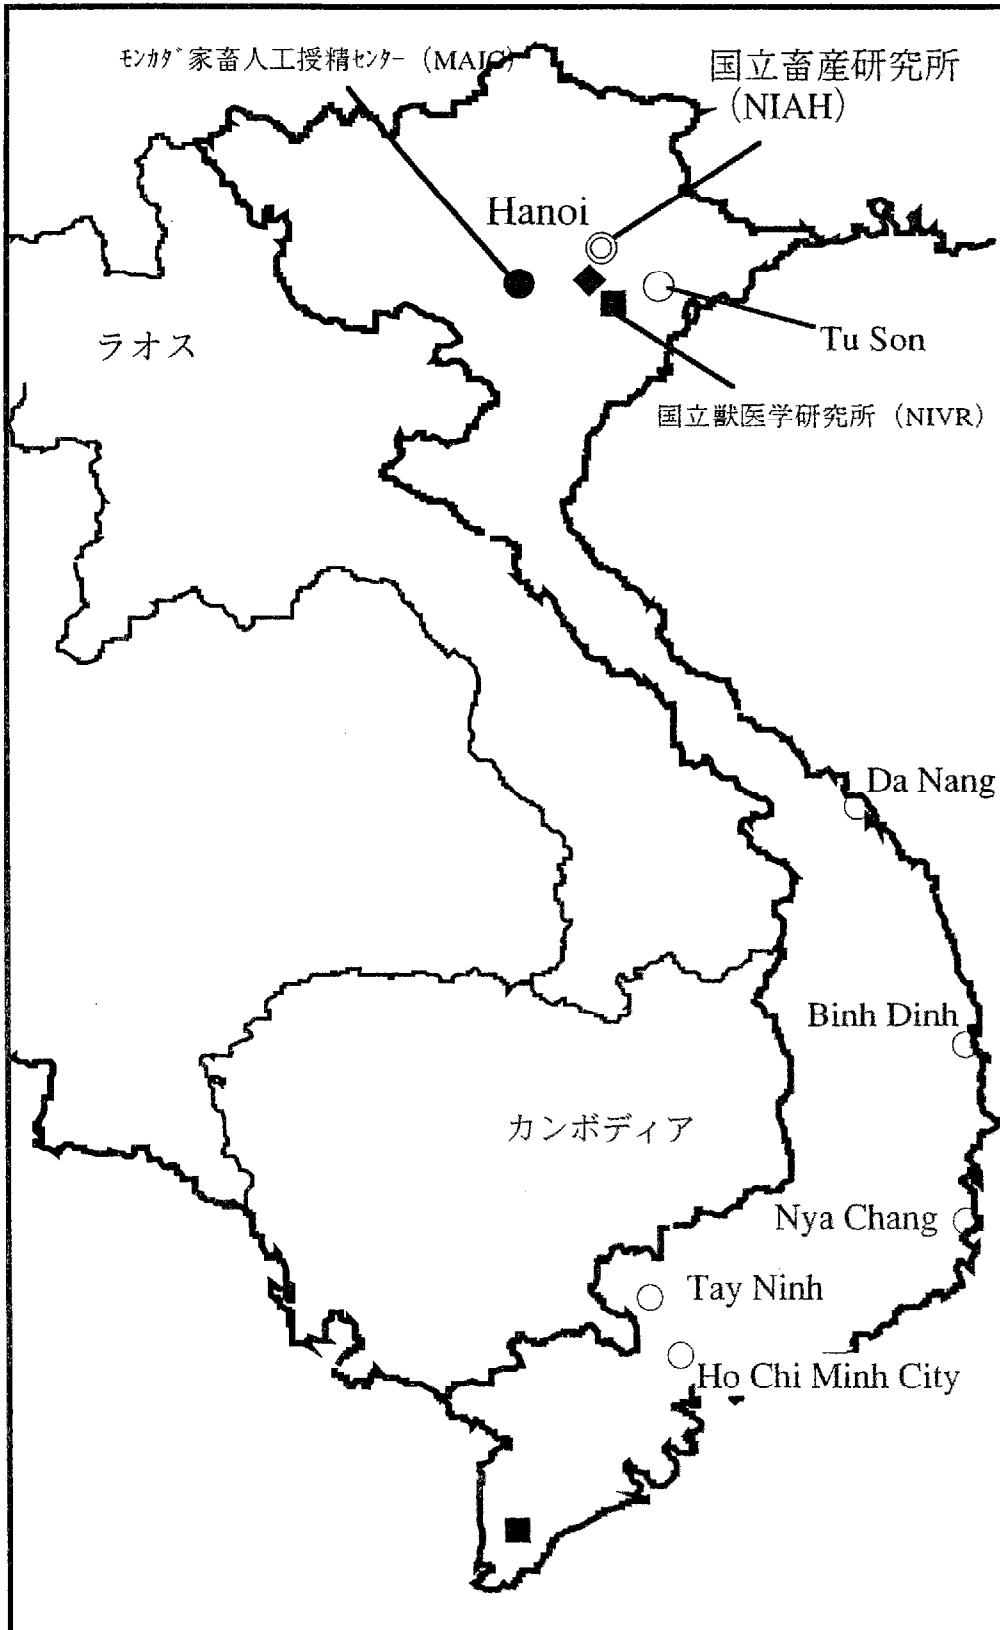 ﾓﾝｶﾀﾞ家畜人工授精ｾﾝﾀｰ（MAIC）
国立畜産研究所
（NIAH）
Hanoi
ラオス
Tu Son
国立獣医学研究所（NIVR）
Da Nang
Binh Dinh
カンボディア
Nya Chang
Tay Ninh
Ho Chi Minh City